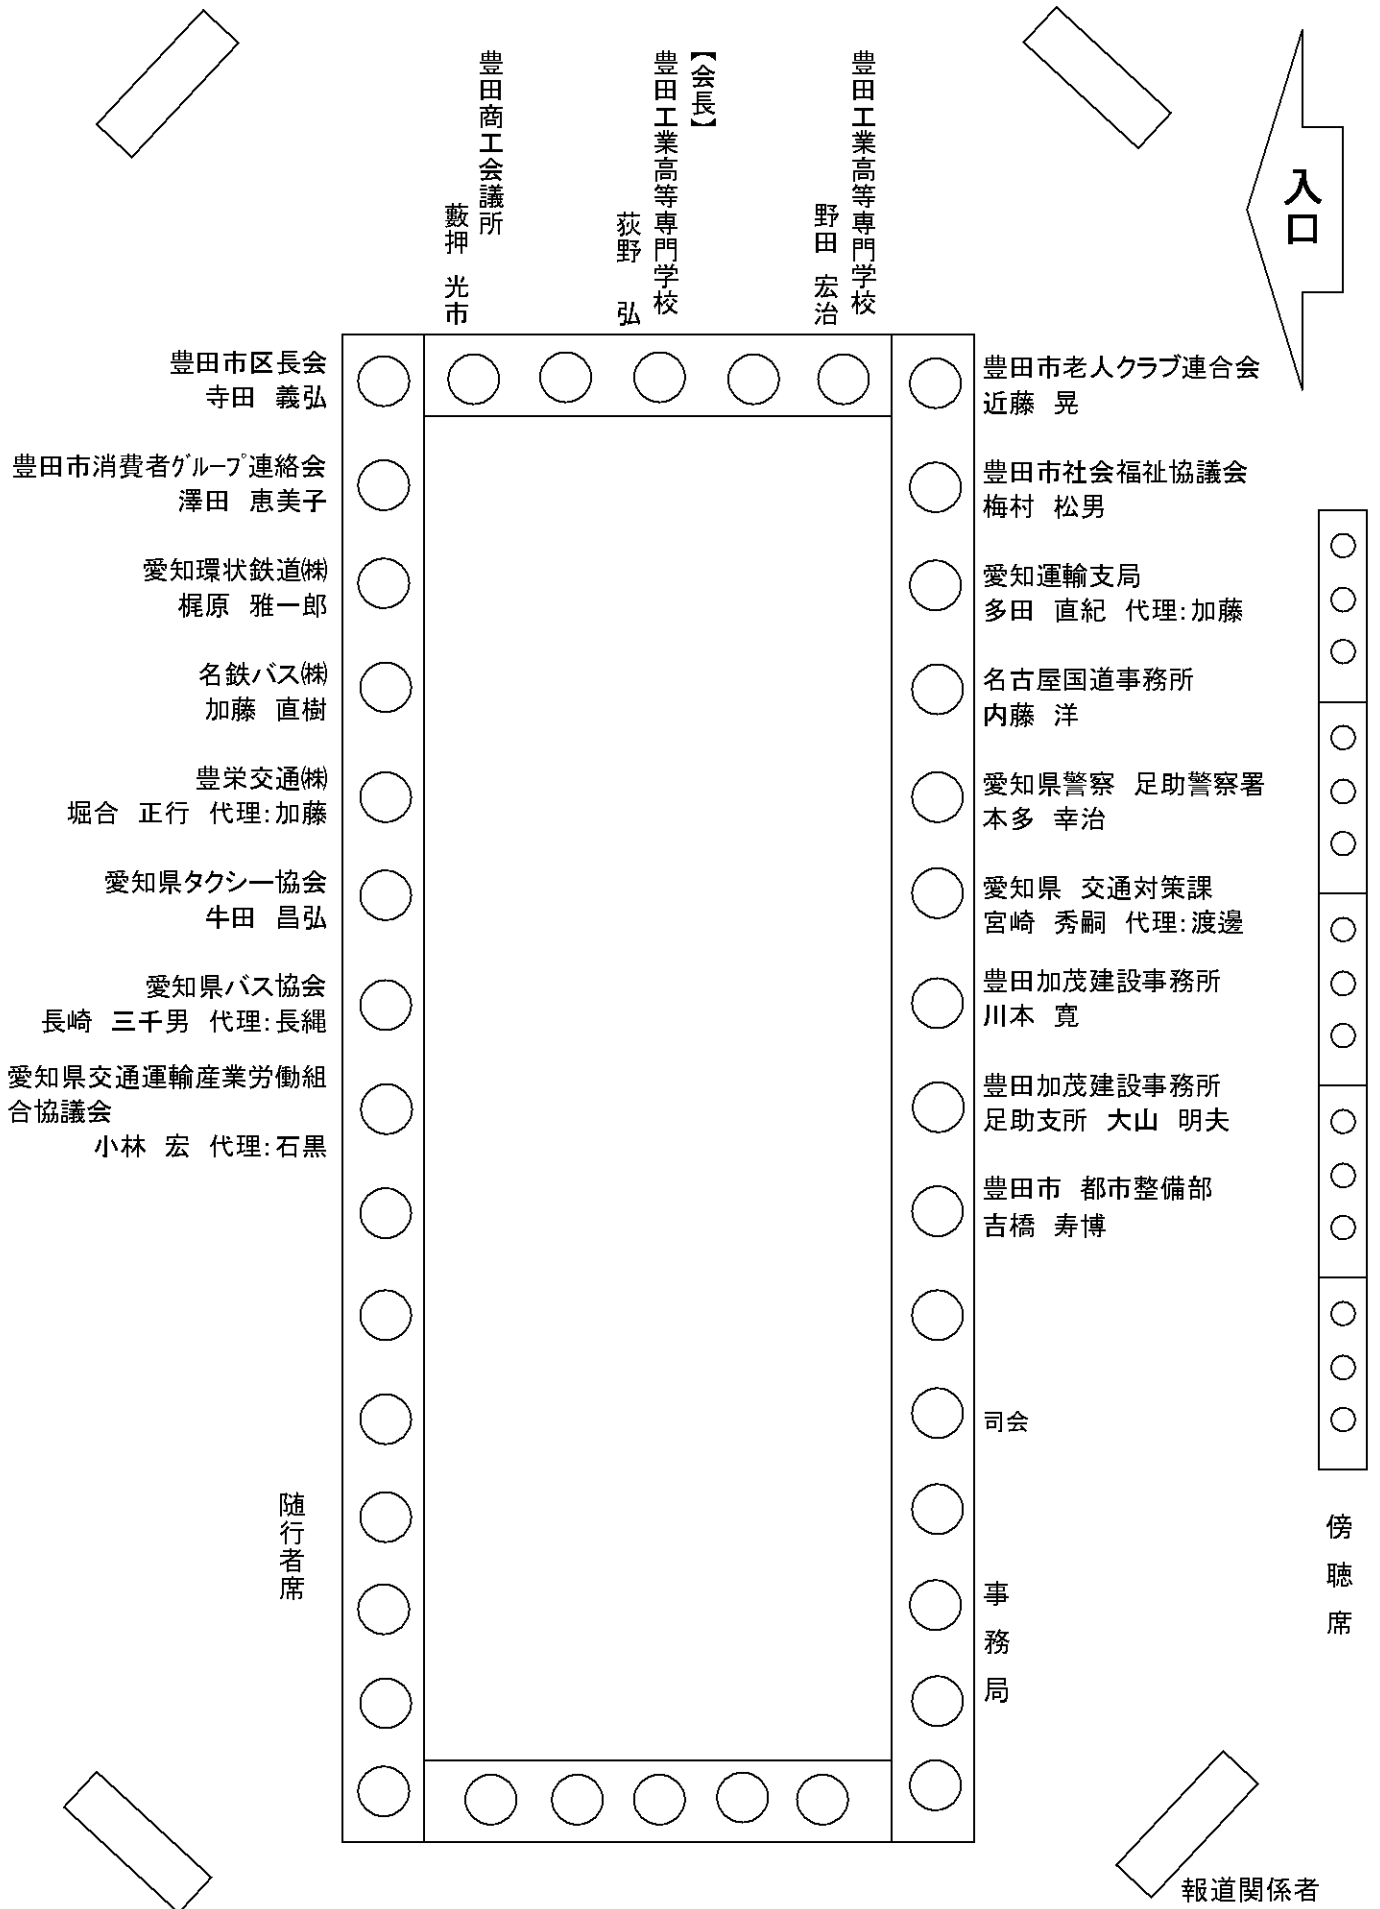 【会長】
豊田工業高等専門学校
野田 宏治
豊田工業高等専門学校
荻野 弘
豊田商工会議所
藪押 光市
入口
豊田市区長会
寺田 義弘
豊田市消費者グループ連絡会
澤田 恵美子
愛知環状鉄道㈱
梶原 雅一郎
名鉄バス㈱
加藤 直樹
豊栄交通㈱
堀合 正行 代理:加藤
愛知県タクシー協会
牛田 昌弘
愛知県バス協会
長崎 三千男 代理:長縄
愛知県交通運輸産業労働組
合協議会
小林 宏 代理:石黒
随行者席
豊田市老人クラブ連合会
近藤 晃
豊田市社会福祉協議会
梅村 松男
愛知運輸支局
多田 直紀 代理:加藤
名古屋国道事務所
内藤 洋
愛知県警察 足助警察署
本多 幸治
愛知県 交通対策課
宮崎 秀嗣 代理:渡邊
豊田加茂建設事務所
川本 寛
豊田加茂建設事務所
足助支所 大山 明夫
豊田市 都市整備部
吉橋 寿博
司会
事務局
傍聴席
報道関係者